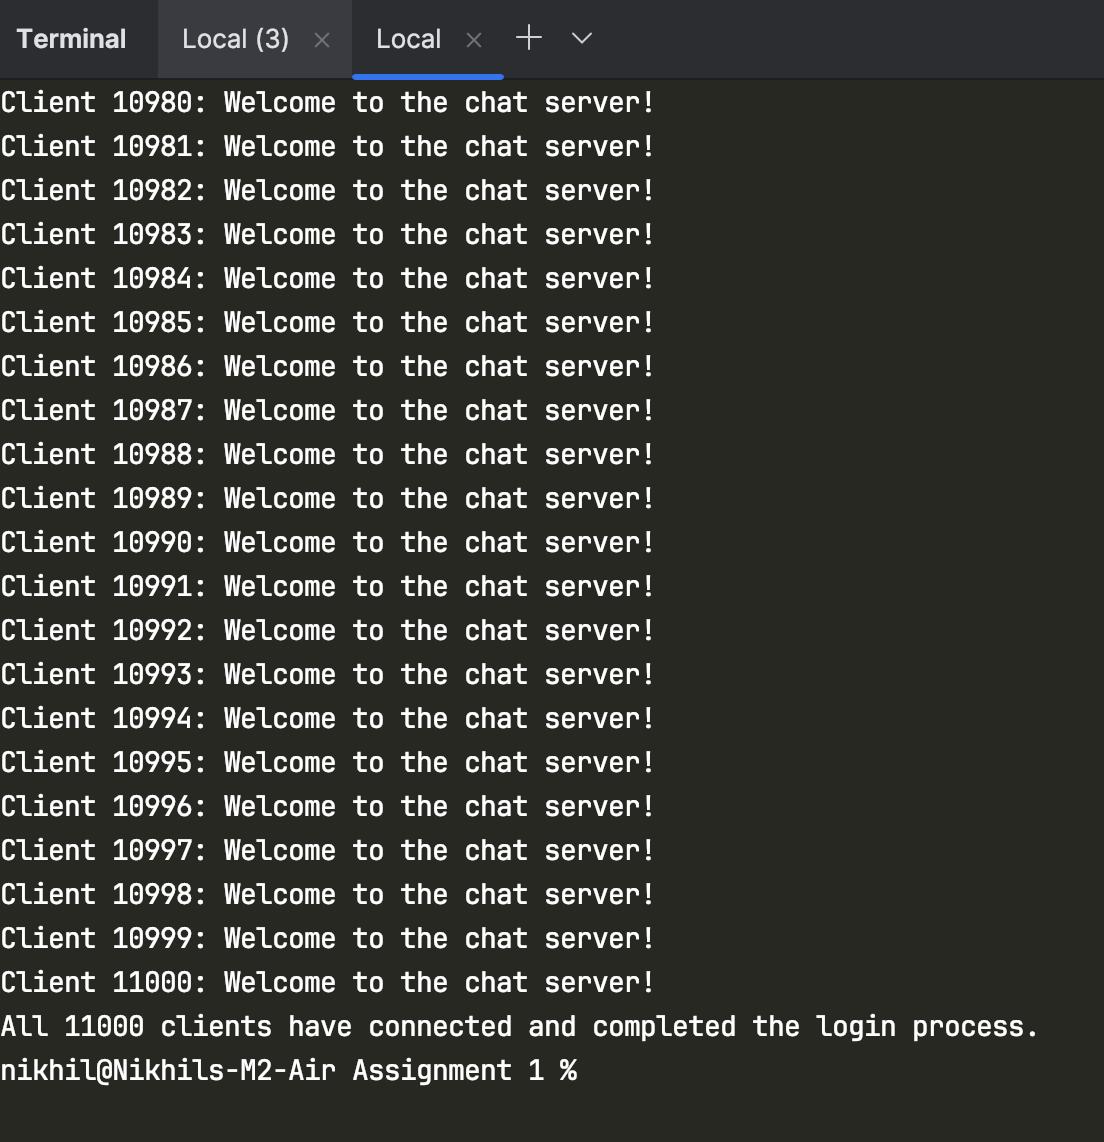 Terminal Local (3) Local
Client 10980: Welcome to the chat server!
Client 10981: Welcome to the chat server!
Client 10982: Welcome to the chat server!
Client 10983: Welcome to the chat server!
Client 10984: Welcome to the chat server!
Client 10985: Welcome to the chat server!
Client 10986: Welcome to the chat server!
Client 10987: Welcome to the chat server!
Client 10988: Welcome to the chat server!
Client 10989: Welcome to the chat server!
Client 10990: Welcome to the chat server!
Client 10991: Welcome to the chat server!
Client 10992: Welcome to the chat server!
Client 10993: Welcome to the chat server!
Client 10994: Welcome to the chat server!
Client 10995: Welcome to the chat server!
Client 10996: Welcome to the chat server!
Client 10997: Welcome to the chat server!
Client 10998: Welcome to the chat server!
Client 10999: Welcome to the chat server!
Client 11000: Welcome to the chat server!
All 11000 clients have connected and completed the login process.
nikhil@Nikhils-M2-Air Assignment 1 %